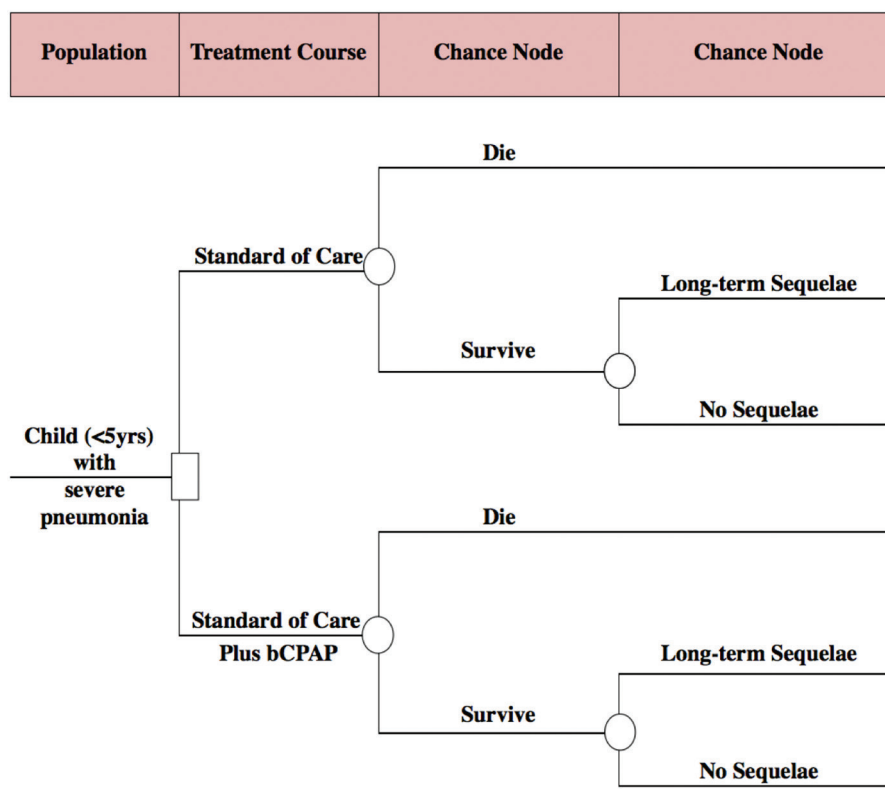 Population
Treatment Course
Chance Node
Chance Node
Die
Standard of Care
Long-term Sequelae
Survive
No Sequelae
Child (<5yrs)
with
severe
pneumonia
Die
Standard of Care
Plus bCPAP
Long-term Sequelae
Survive
No Sequelae